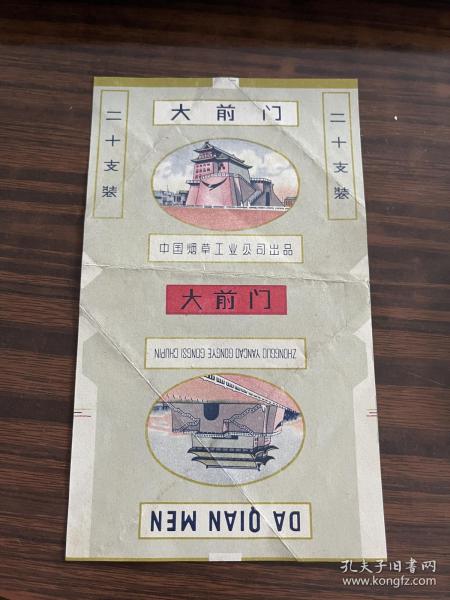 大前门
二十支装
二十支装
中国烟草工业公司出品
大前门
ZHONGGUO YANCAO GONGYE GONGSI CHUPIN
DA QIAN MEN
孔夫子旧书网
www.kongfz.com